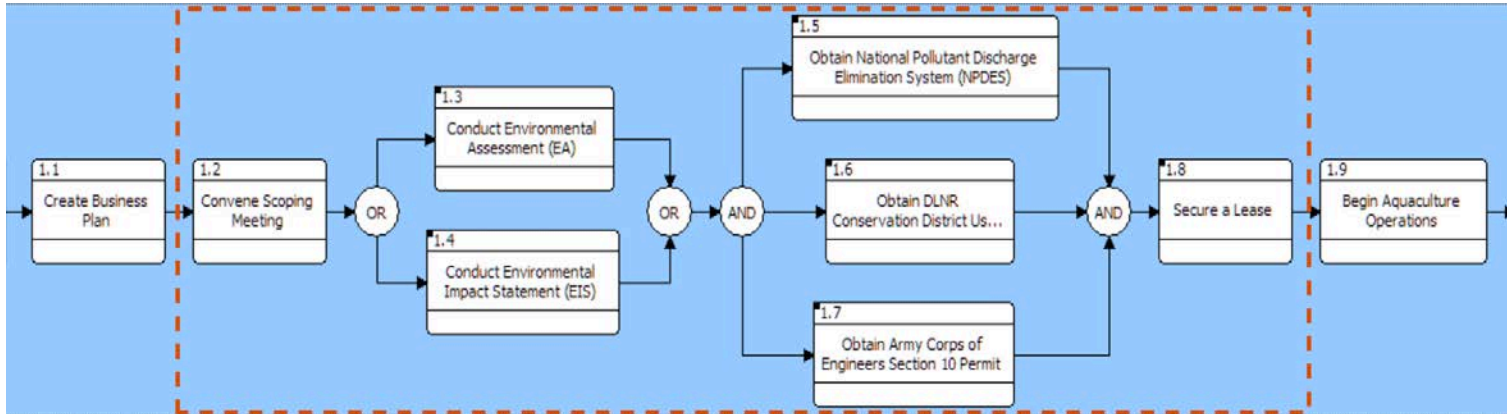 1.1
Create Business
Plan
1.2
Convene Scoping
Meeting
OR
1.3
Conduct Environmental
Assessment (EA)
1.4
Conduct Environmental
Impact Statement (EIS)
OR
AND
1.5
Obtain National Pollutant Discharge
Elimination System (NPDES)
1.6
Obtain DLNR
Conservation District Us...
1.7
Obtain Army Corps of
Engineers Section 10 Permit
AND
1.8
Secure a Lease
1.9
Begin Aquaculture
Operations